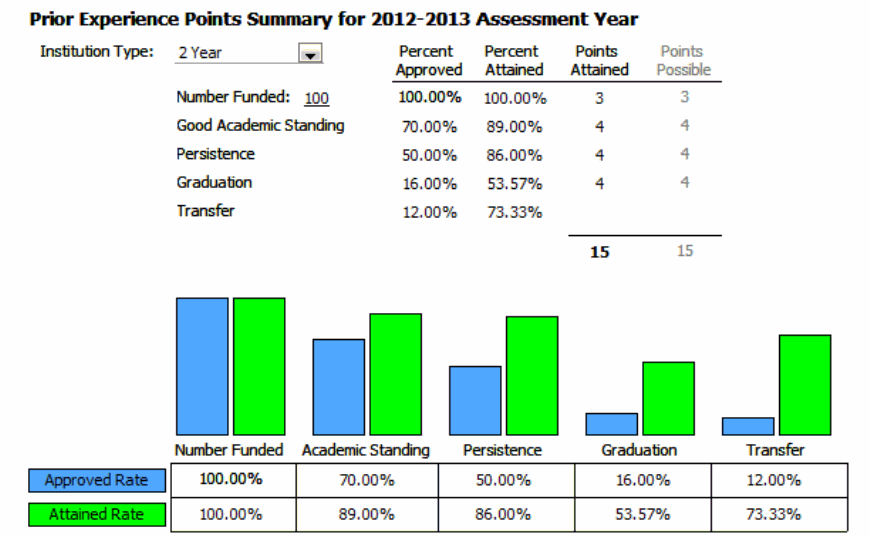 Prior Experience Points Summary for 2012-2013 Assessment Year
Institution Type: 2 Year
Percent Approved Percent Attained Points Attained Points Possible
Number Funded: 100 100.00% 100.00% 3 3
Good Academic Standing 70.00% 89.00% 4 4
Persistence 50.00% 86.00% 4 4
Graduation 16.00% 53.57% 4 4
Transfer 12.00% 73.33%
15 15
Number Funded Academic Standing Persistence Graduation Transfer
Approved Rate 100.00% 70.00% 50.00% 16.00% 12.00%
Attained Rate 100.00% 89.00% 86.00% 53.57% 73.33%